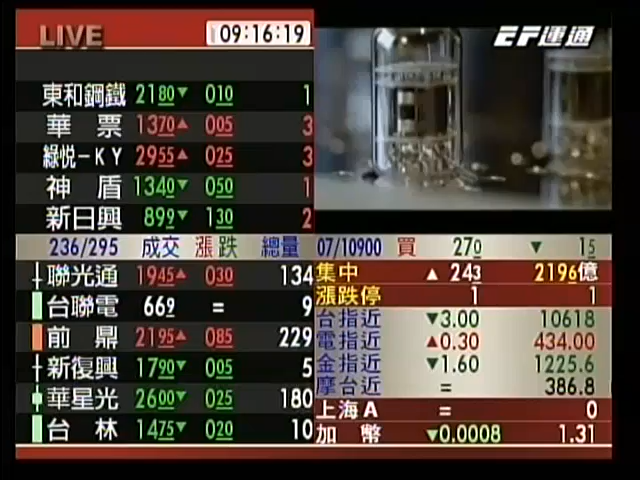 LIVE 09:16:19
EF運通
東和鋼鐵 2180▼ 010 1
華票 1370▲ 005 3
綠悦-KY 2955▲ 025 3
神盾 1340▼ 050 1
新日興 899▼ 130 2
236/295 成交 漲跌 總量
聯光通 1945▲ 030 134
台聯電 669 = 9
前鼎 2195▲ 085 229
新復興 1790▼ 005 5
華星光 2600▼ 025 180
台林 1475▼ 020 10
07/10900 買 270 ▼ 15
集中 ▲ 243 2196億
漲跌停 1 1
台指近 ▼3.00 10618
電指近 ▲0.30 434.00
金指近 ▼1.60 1225.6
摩台近 = 386.8
上海A = 0
加幣 ▼0.0008 1.31